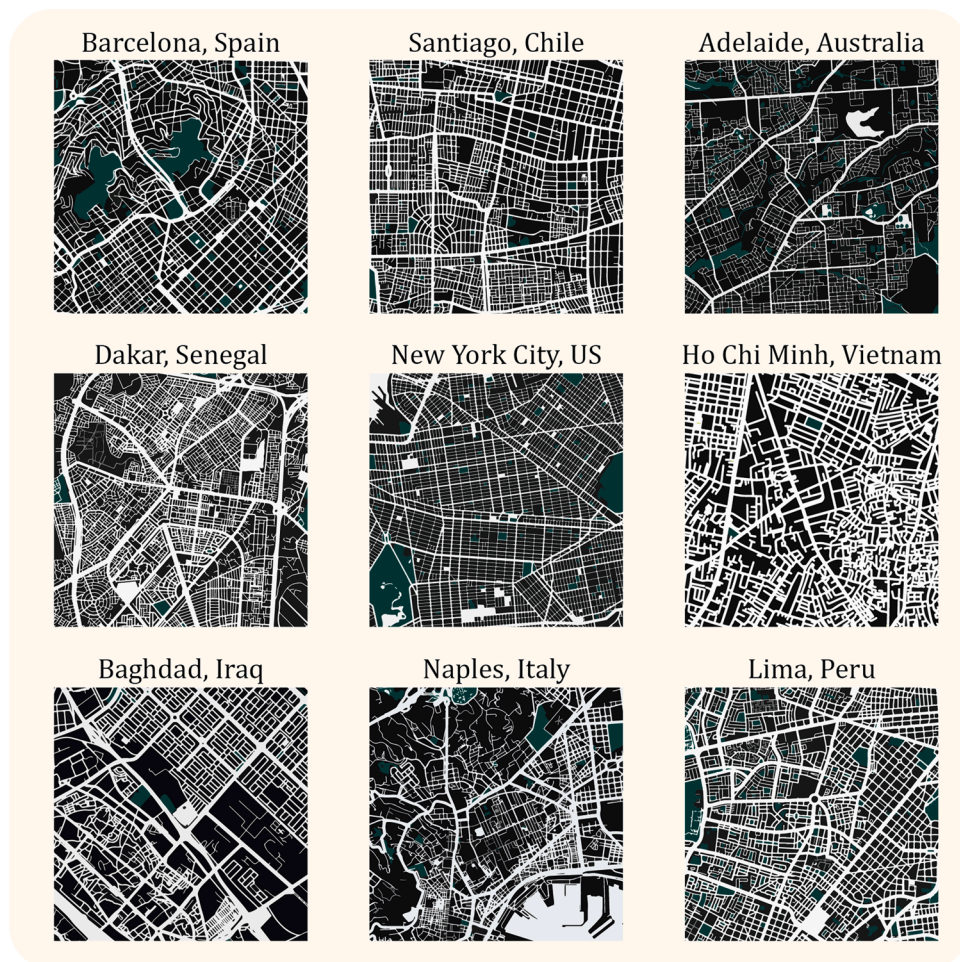 Barcelona, Spain
Santiago, Chile
Adelaide, Australia
Dakar, Senegal
New York City, US
Ho Chi Minh, Vietnam
Baghdad, Iraq
Naples, Italy
Lima, Peru